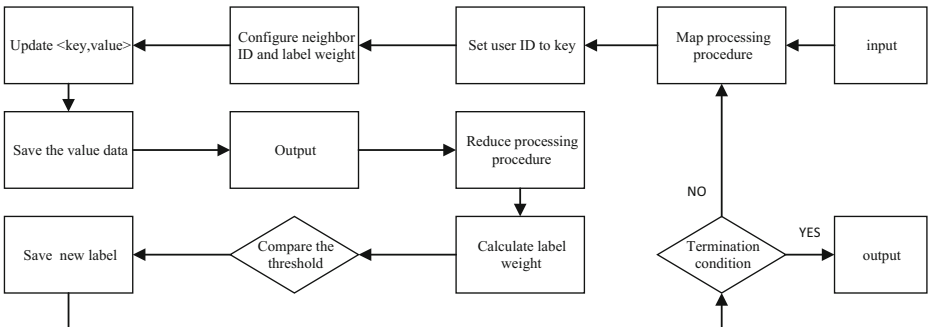 Update <key,value>
Configure neighbor
ID and label weight
Set user ID to key
Map processing
procedure
input
Save the value data
Output
Reduce processing
procedure
NO
Save new label
Compare the
threshold
Calculate label
weight
Termination
condition
YES
output